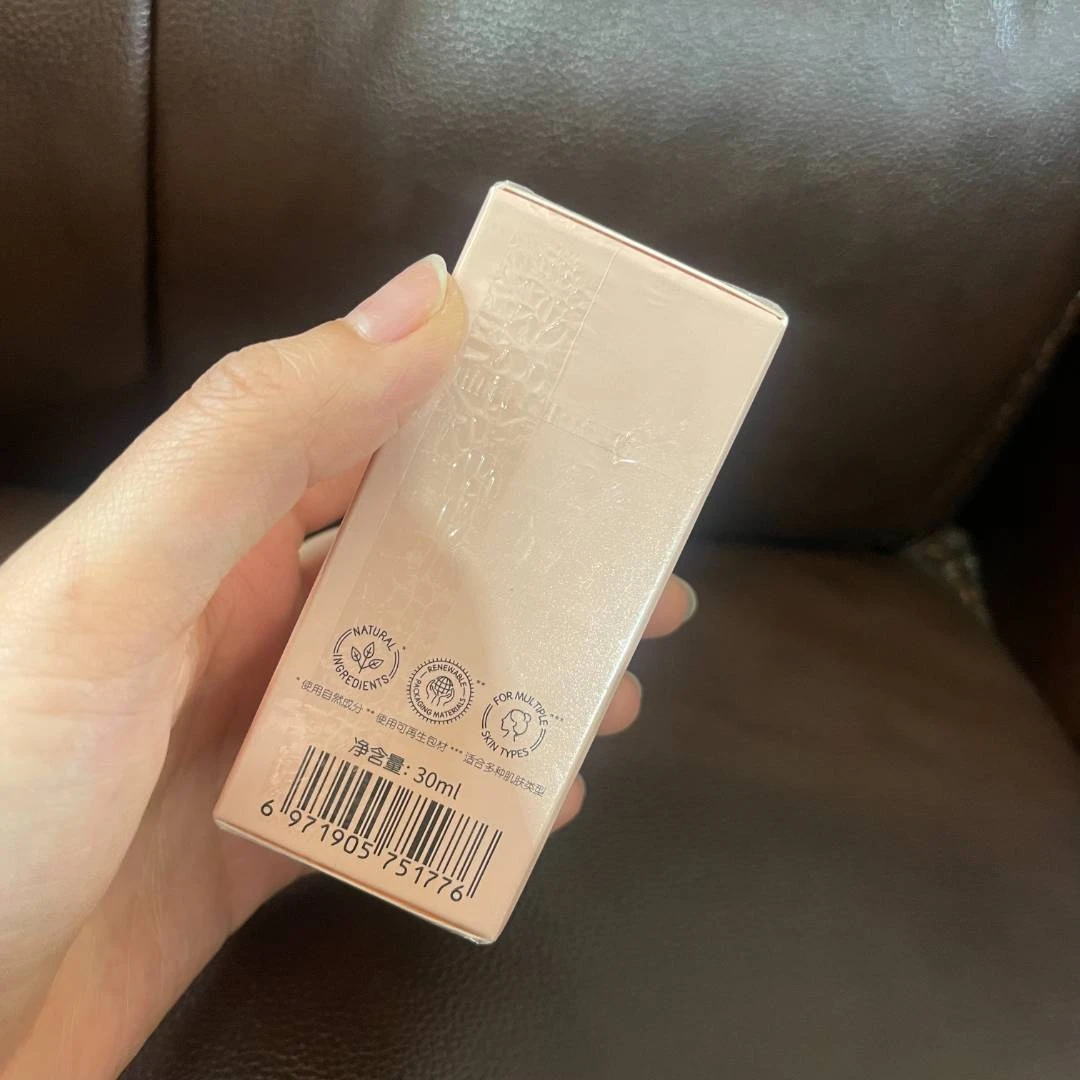 NATURAL INGREDIENTS *
RENEWABLE PACKAGING MATERIALS **
FOR MULTIPLE SKIN TYPES ***
* 使用自然成分 ** 使用可再生包材 *** 适合多种肌肤类型
净含量: 30ml
6 971905 751776